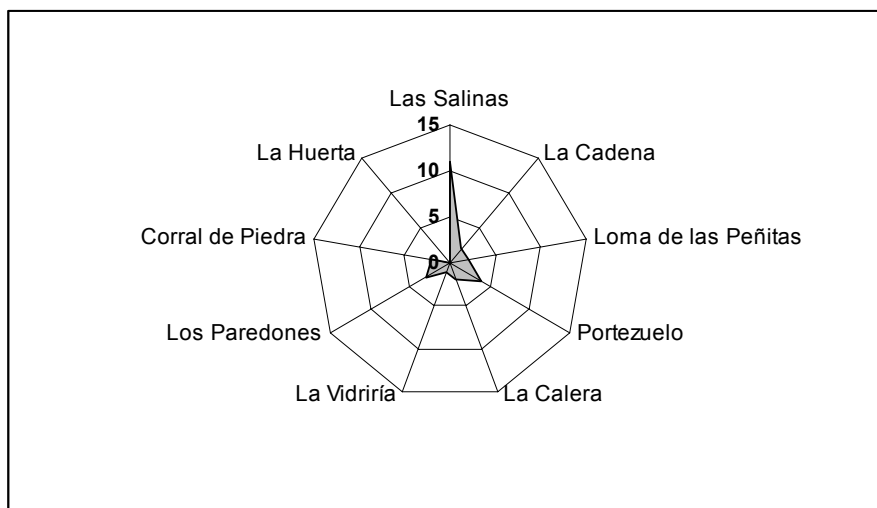 Las Salinas
15
La Huerta
La Cadena
10
5
Corral de Piedra
Loma de las Peñitas
0
Los Paredones
Portezuelo
La Vidriría
La Calera